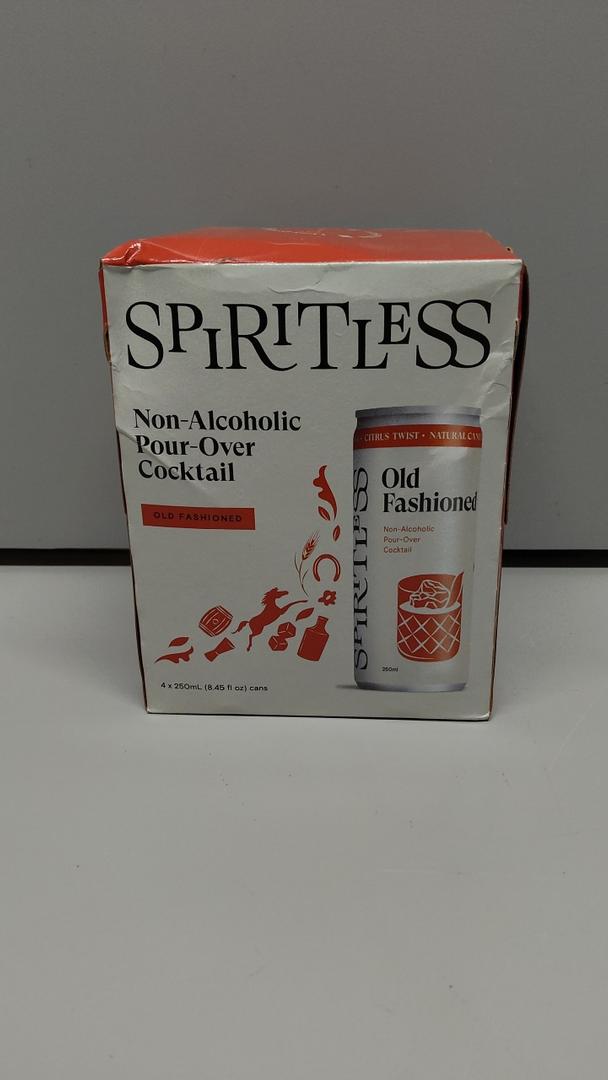 SPIRITLESS
Non-Alcoholic
Pour-Over
Cocktail
OLD FASHIONED
4 x 250mL (8.45 fl oz) cans
• CITRUS TWIST • NATURAL
SPIRITLESS
Old
Fashioned
Non-Alcoholic
Pour-Over
Cocktail
250ml